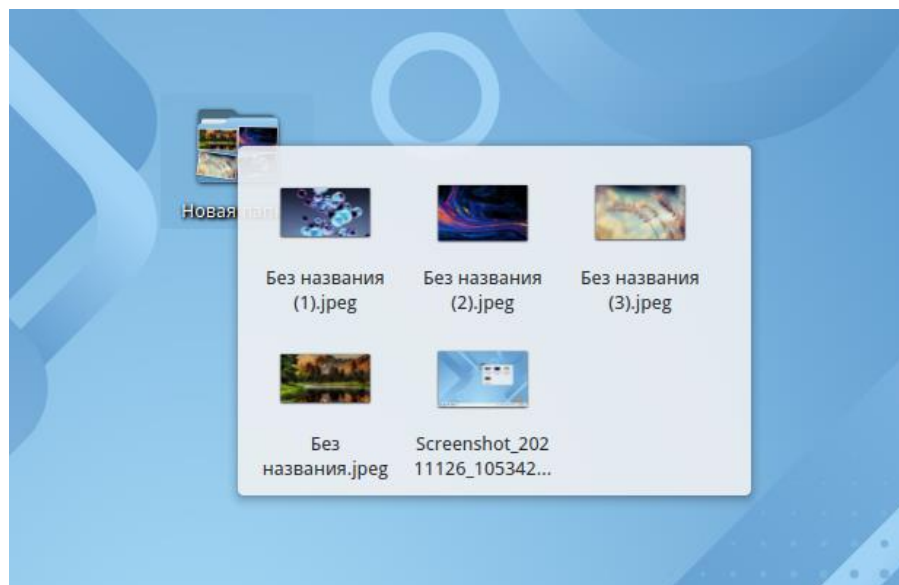 Новая
Без названия
(1).jpeg
Без названия
(2).jpeg
Без названия
(3).jpeg
Без
названия.jpeg
Screenshot_202
11126_105342...